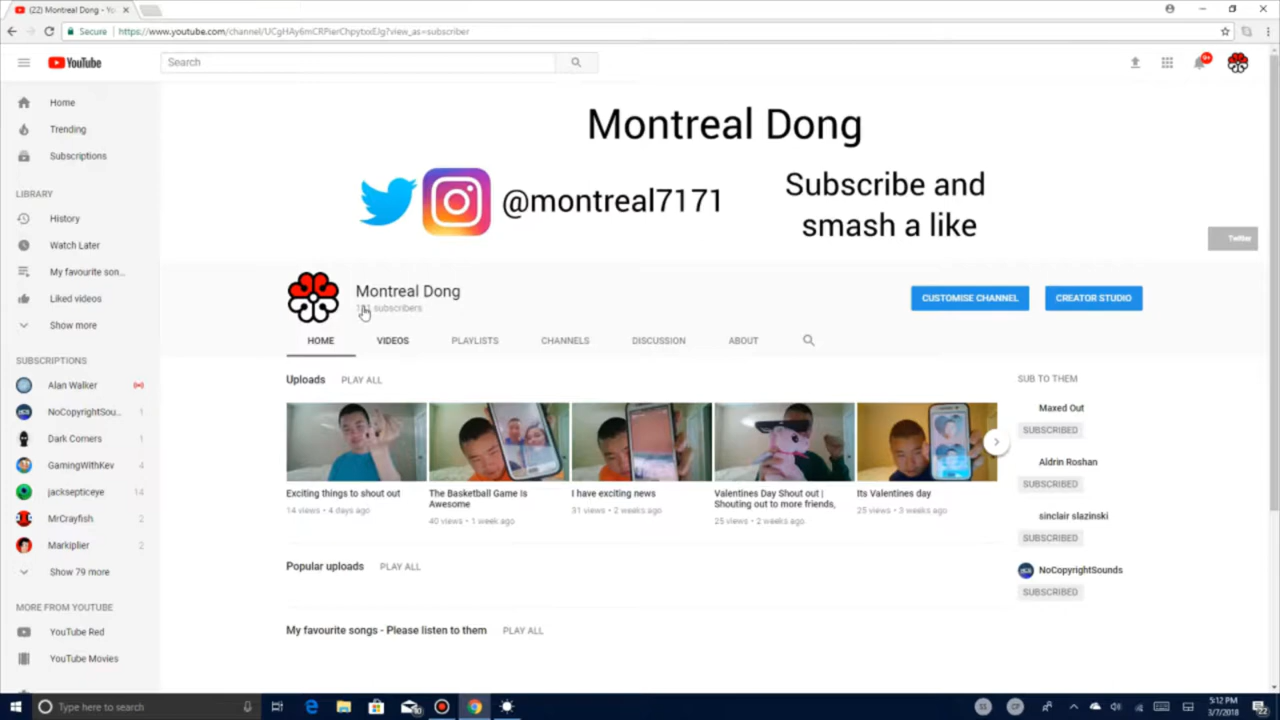 (22) Montreal Dong - Yo
Secure
YouTube
Search
Home
Trending
Subscriptions
LIBRARY
History
Watch Later
My favourite son...
Liked videos
Show more
SUBSCRIPTIONS
Alan Walker
NoCopyrightSou... 1
Dark Corners 1
GamingWithKev 4
jacksepticeye 14
MrCrayfish 2
Markiplier 2
Show 79 more
MORE FROM YOUTUBE
YouTube Red
YouTube Movies
Montreal Dong
@montreal7171
Subscribe and
smash a like
Twitter
Montreal Dong
subscribers
CUSTOMISE CHANNEL
CREATOR STUDIO
HOME VIDEOS PLAYLISTS CHANNELS DISCUSSION ABOUT
Uploads PLAY ALL
Exciting things to shout out
14 views • 4 days ago
The Basketball Game Is
Awesome
40 views • 1 week ago
I have exciting news
31 views • 2 weeks ago
Valentines Day Shout out |
Shouting out to more friends,
25 views • 2 weeks ago
Its Valentines day
25 views • 3 weeks ago
Popular uploads PLAY ALL
My favourite songs - Please listen to them PLAY ALL
SUB TO THEM
Maxed Out
SUBSCRIBED
Aldrin Roshan
SUBSCRIBED
sinclair slazinski
SUBSCRIBED
NoCopyrightSounds
SUBSCRIBED
Type here to search
5:12 PM
3/7/2018
22